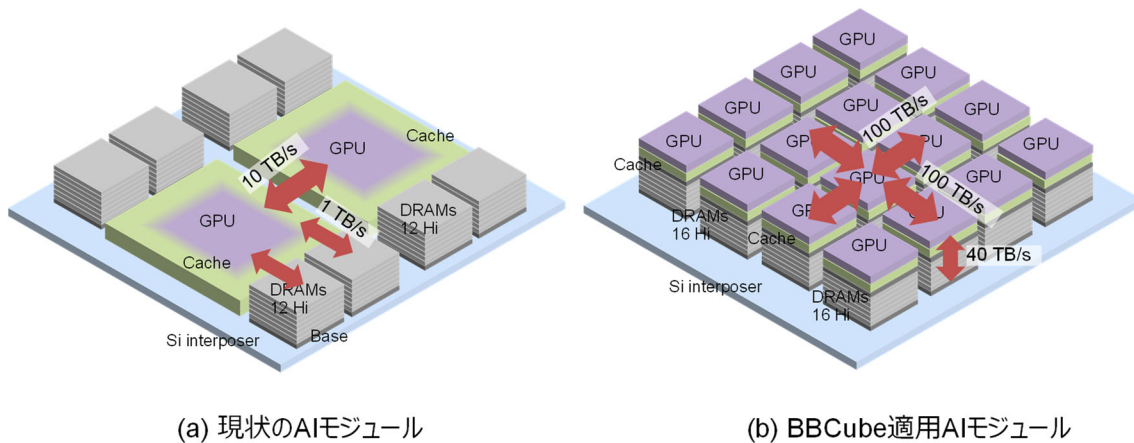 Cache
GPU
10 TB/s
GPU
1 TB/s
DRAMs
12 Hi
Cache
DRAMs
12 Hi
Si interposer
Base
(a) 現状のAIモジュール
GPU
GPU
GPU
GPU
GPU
GPU
100 TB/s
GPU
GPU
GPU
GPU
Cache
GPU
GPU
100 TB/s
GPU
GPU
GPU
DRAMs
16 Hi
Cache
GPU
40 TB/s
Si interposer
DRAMs
16 Hi
(b) BBCube適用AIモジュール